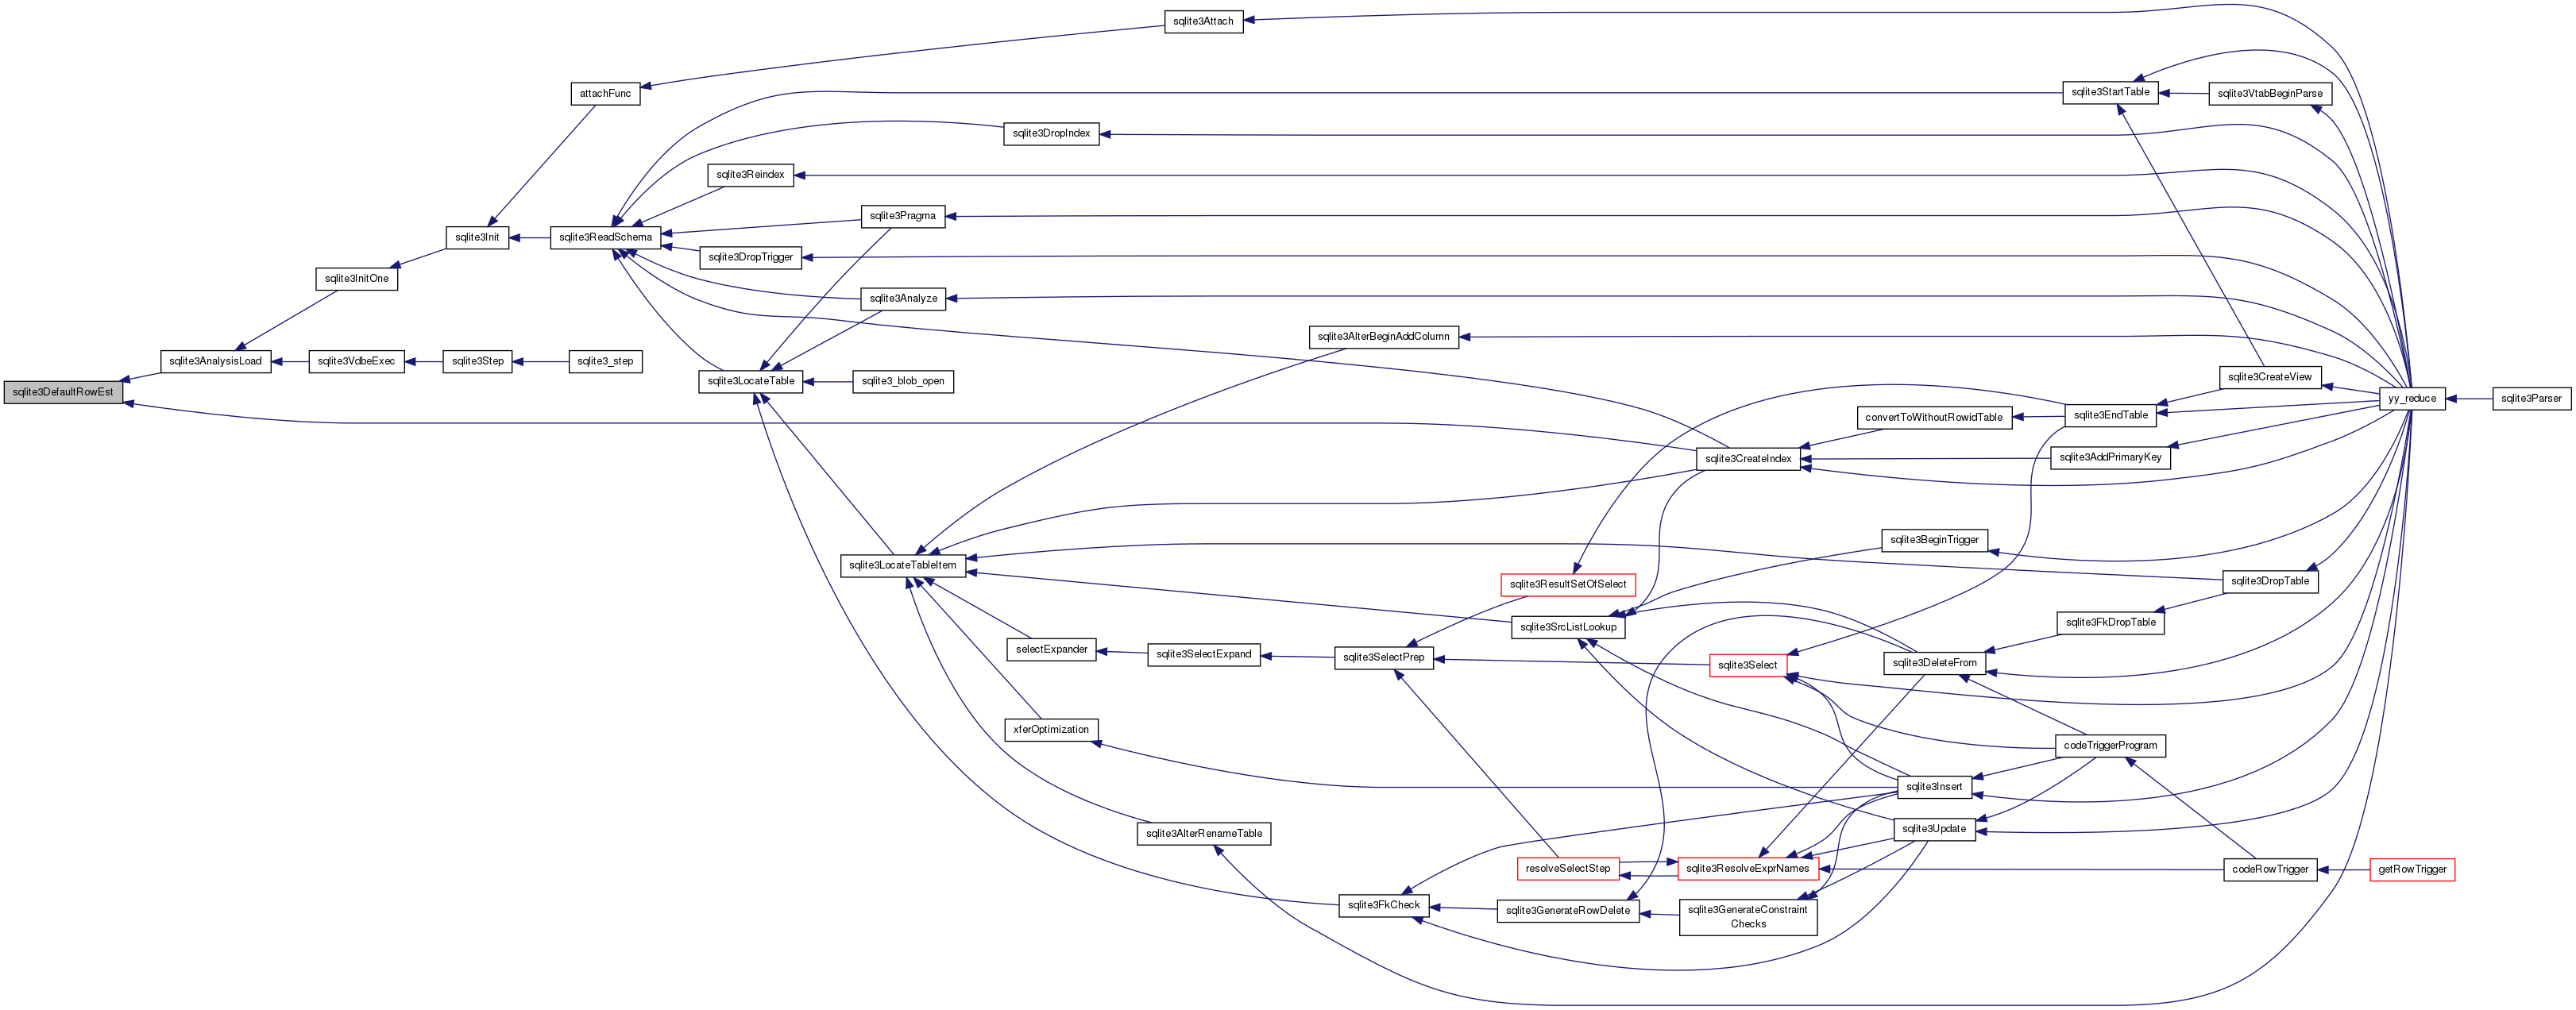 sqlite3Attach
attachFunc
sqlite3StartTable
sqlite3VtabBeginParse
sqlite3DropIndex
sqlite3Reindex
sqlite3Pragma
sqlite3Init
sqlite3ReadSchema
sqlite3DropTrigger
sqlite3InitOne
sqlite3Analyze
sqlite3AlterBeginAddColumn
sqlite3AnalysisLoad
sqlite3VdbeExec
sqlite3Step
sqlite3_step
sqlite3LocateTable
sqlite3_blob_open
sqlite3CreateView
sqlite3DefaultRowEst
yy_reduce
sqlite3Parser
convertToWithoutRowidTable
sqlite3EndTable
sqlite3CreateIndex
sqlite3AddPrimaryKey
sqlite3BeginTrigger
sqlite3LocateTableItem
sqlite3ResultSetOfSelect
sqlite3DropTable
sqlite3SrcListLookup
sqlite3FkDropTable
selectExpander
sqlite3SelectExpand
sqlite3SelectPrep
sqlite3Select
sqlite3DeleteFrom
xferOptimization
codeTriggerProgram
sqlite3Insert
sqlite3AlterRenameTable
sqlite3Update
resolveSelectStep
sqlite3ResolveExprNames
codeRowTrigger
getRowTrigger
sqlite3FkCheck
sqlite3GenerateRowDelete
sqlite3GenerateConstraint
Checks